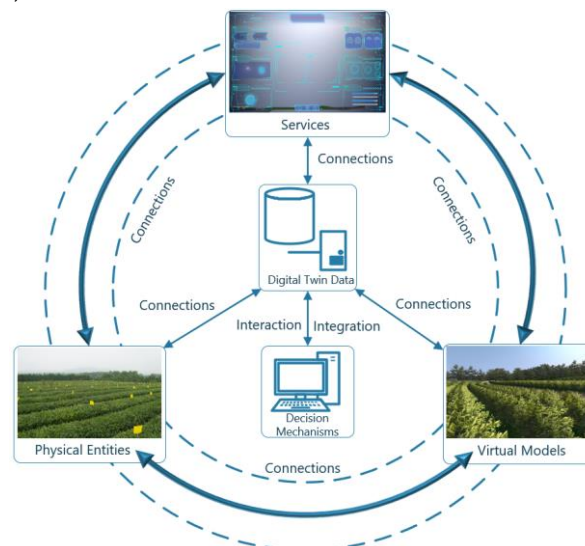 Services
Connections
Connections
Connections
Digital Twin Data
Connections
Connections
Interaction
Integration
Decision
Mechanisms
Physical Entities
Connections
Virtual Models